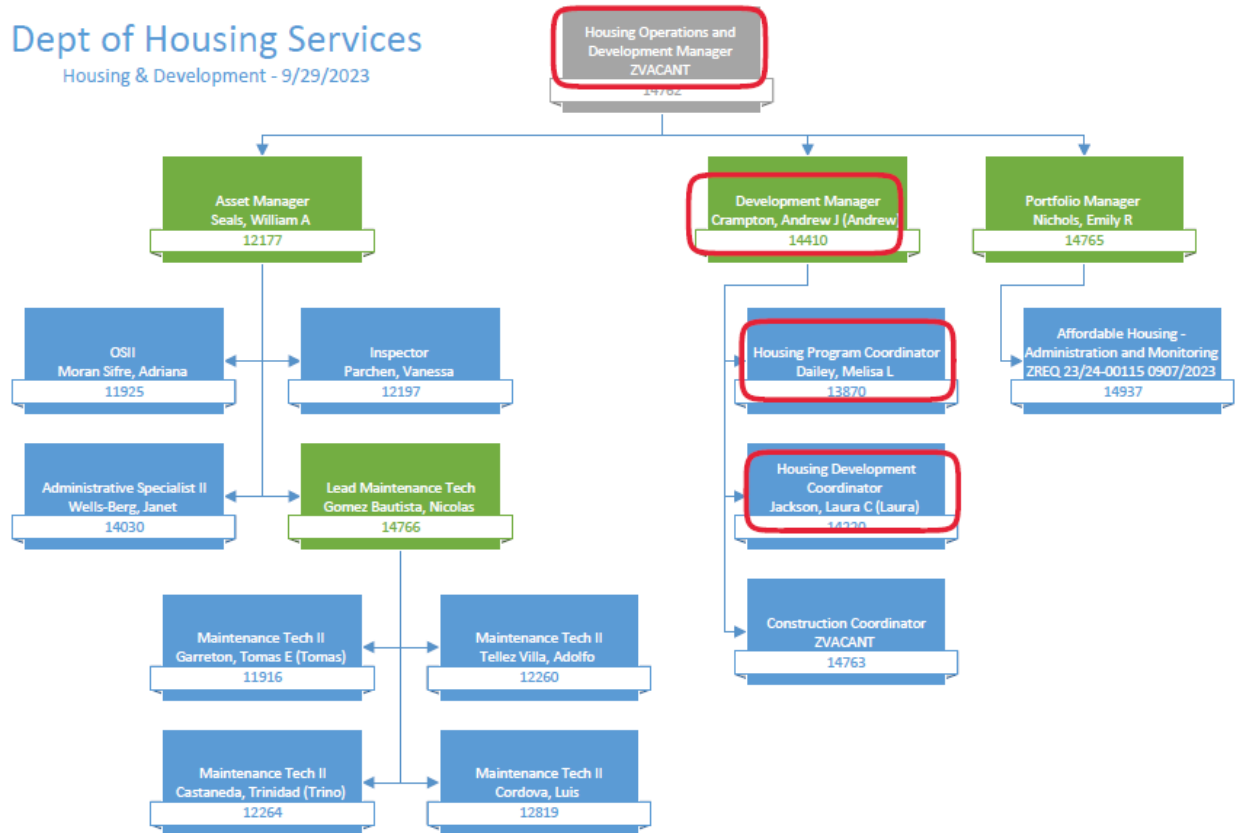 Dept of Housing Services
Housing & Development - 9/29/2023
Housing Operations and
Development Manager
ZVACANT
14762
Asset Manager
Seals, William A
12177
Development Manager
Crampton, Andrew J (Andrew)
14410
Portfolio Manager
Nichols, Emily R
14765
OSII
Moran Sifre, Adriana
11925
Inspector
Parchen, Vanessa
12197
Housing Program Coordinator
Dailey, Melisa L
13870
Affordable Housing -
Administration and Monitoring
ZREQ 23/24-00115 0907/2023
14937
Administrative Specialist II
Wells-Berg, Janet
14030
Lead Maintenance Tech
Gomez Bautista, Nicolas
14766
Housing Development
Coordinator
Jackson, Laura C (Laura)
14220
Maintenance Tech II
Garreton, Tomas E (Tomas)
11916
Maintenance Tech II
Tellez Villa, Adolfo
12260
Construction Coordinator
ZVACANT
14763
Maintenance Tech II
Castaneda, Trinidad (Trino)
12264
Maintenance Tech II
Cordova, Luis
12819